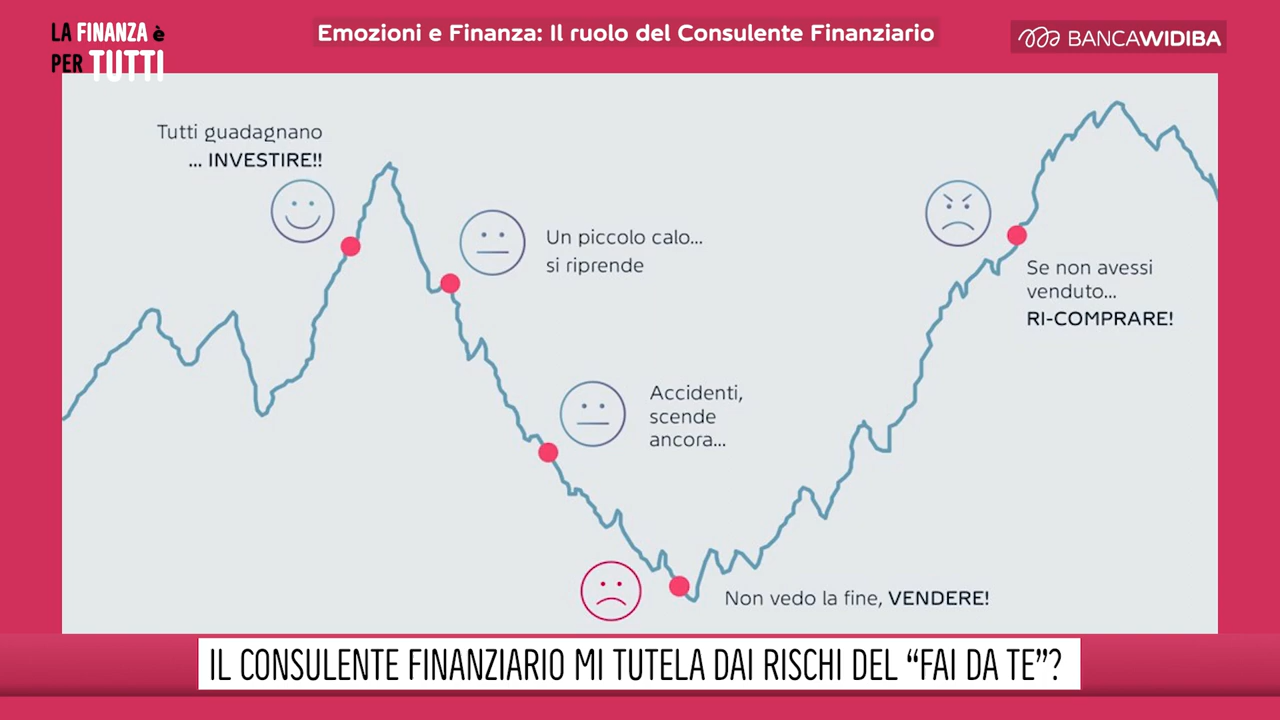 LA FINANZA è
PER TUTTI
Emozioni e Finanza: Il ruolo del Consulente Finanziario
BANCAWIDIBA
Tutti guadagnano
... INVESTIRE!!
Un piccolo calo...
si riprende
Accidenti,
scende
ancora...
Non vedo la fine, VENDERE!
Se non avessi
venduto...
RI-COMPRARE!
IL CONSULENTE FINANZIARIO MI TUTELA DAI RISCHI DEL “FAI DA TE”?